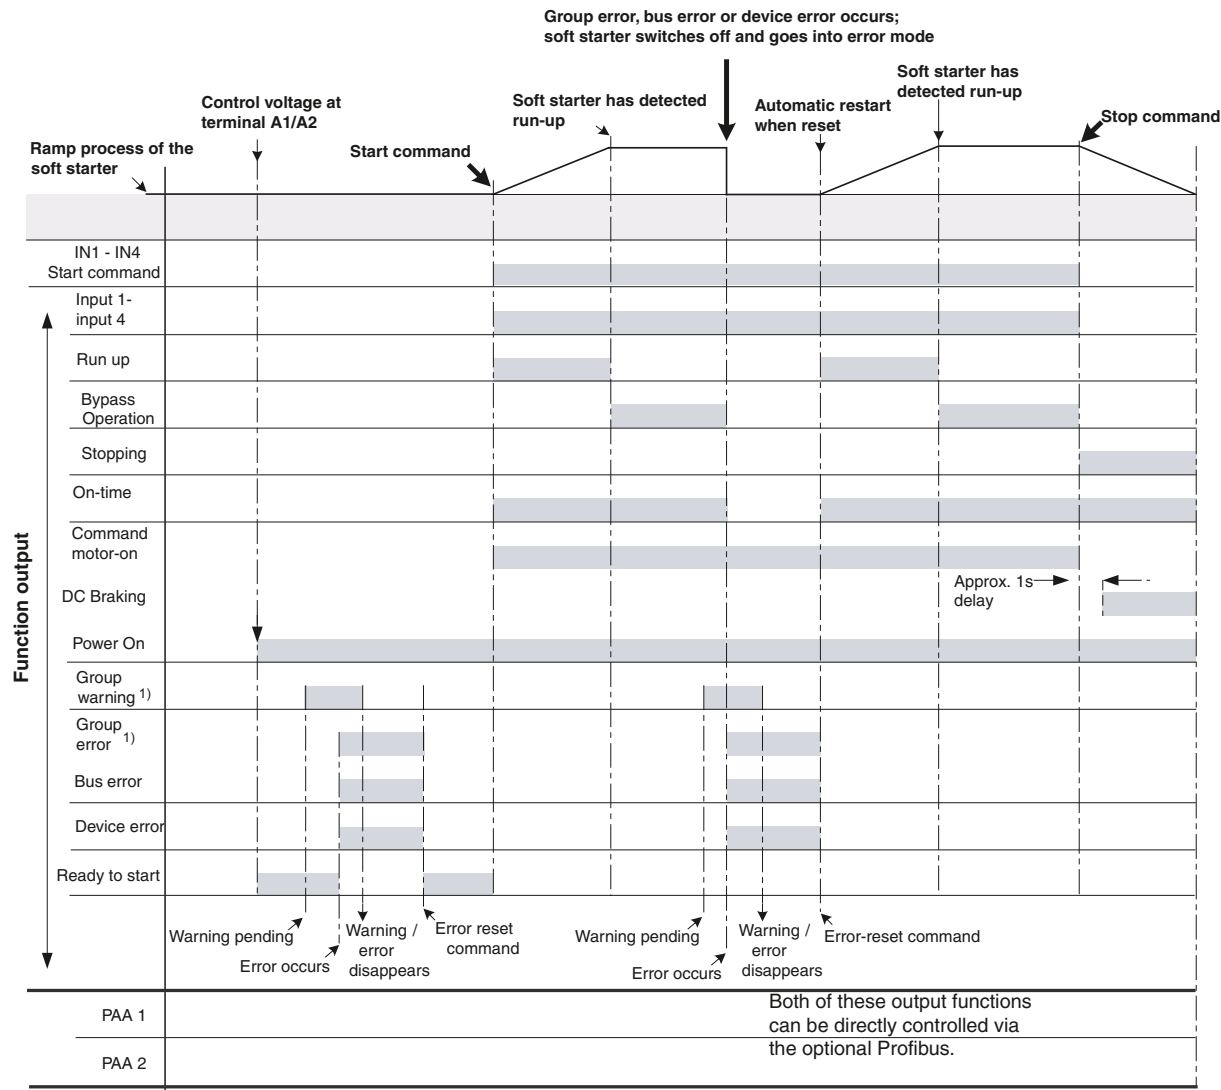 Group error, bus error or device error occurs;
soft starter switches off and goes into error mode
Soft starter has
detected run-up
Control voltage at
terminal A1/A2
Soft starter has detected
run-up
Automatic restart
when reset
Stop command
Ramp process of the
soft starter
Start command
IN1 - IN4
Start command
Input 1-
input 4
Run up
Bypass
Operation
Stopping
On-time
Command
motor-on
Approx. 1s
delay
DC Braking
Power On
Group
warning 1)
Group
error 1)
Bus error
Device error
Ready to start
Function output
Warning pending
Error occurs
Warning /
error
disappears
Error reset
command
Warning pending
Error occurs
Warning /
error
disappears
Error-reset command
PAA 1
PAA 2
Both of these output functions
can be directly controlled via
the optional Profibus.